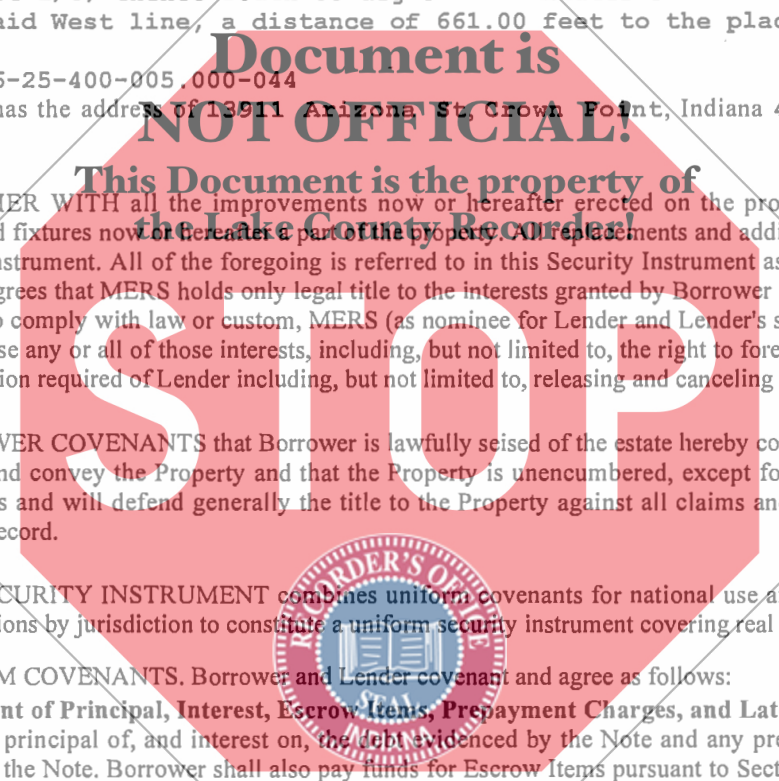 aid West line, a distance of 661.00 feet to the plac
Document is
5-25-400-005.000-044
has the address of 13911 Arizona St, Crown Point, Indiana 4
NOT OFFICIAL!
This Document is the property of
HER WITH all the improvements now or hereafter erected on the pro
the Lake County Recorder!
d fixtures now or hereafter a part of the property. All replacements and addi
nstrument. All of the foregoing is referred to in this Security Instrument as
grees that MERS holds only legal title to the interests granted by Borrower
o comply with law or custom, MERS (as nominee for Lender and Lender's s
se any or all of those interests, including, but not limited to, the right to fore
ion required of Lender including, but not limited to, releasing and canceling
STOP
WER COVENANTS that Borrower is lawfully seised of the estate hereby co
nd convey the Property and that the Property is unencumbered, except fo
s and will defend generally the title to the Property against all claims an
ecord.
CURITY INSTRUMENT combines uniform covenants for national use a
ions by jurisdiction to constitute a uniform security instrument covering real
RECORDER'S OFFICE
SEAL
INDIANA
M COVENANTS. Borrower and Lender covenant and agree as follows:
nt of Principal, Interest, Escrow Items, Prepayment Charges, and Lat
principal of, and interest on, the debt evidenced by the Note and any pre
the Note. Borrower shall also pay funds for Escrow Items pursuant to Sect